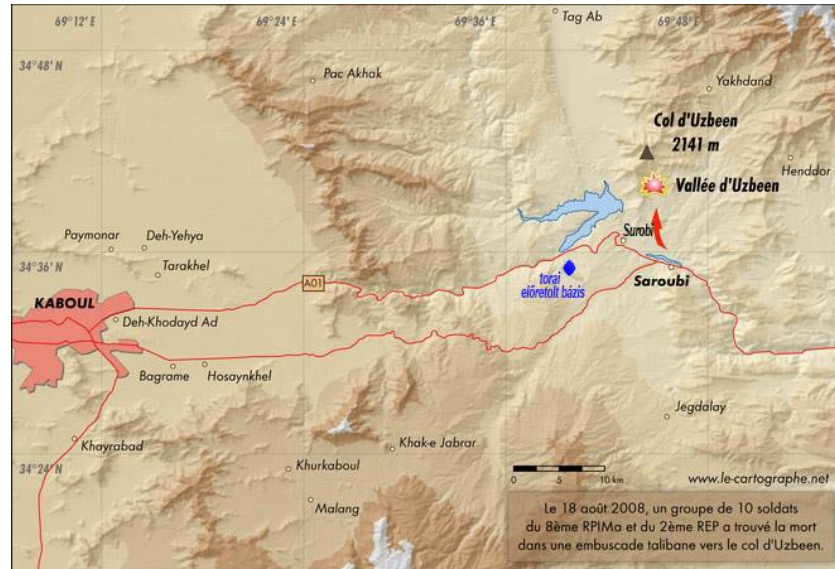 69°12' E
69°24' E
69°36' E
69°48' E
Tag Ab
34°48' N
Pac Akhak
Yakhdand
Col d'Uzbeen
2141 m
Henddor
Vallée d'Uzbeen
Paymonar
Deh-Yehya
Surobi
Tarakhel
34°36' N
torai
előretolt bázis
Saroubi
A01
KABOUL
Deh-Khodayd Ad
Bagrame
Hosaynkhel
Jegdalay
Khayrabad
Khak-e Jabrar
34°24' N
Khurkaboul
0 5 10 km
www.le-cartographe.net
Malang
Le 18 août 2008, un groupe de 10 soldats
du 8ème RPIMa et du 2ème REP a trouvé la mort
dans une embuscade talibane vers le col d'Uzbeen.